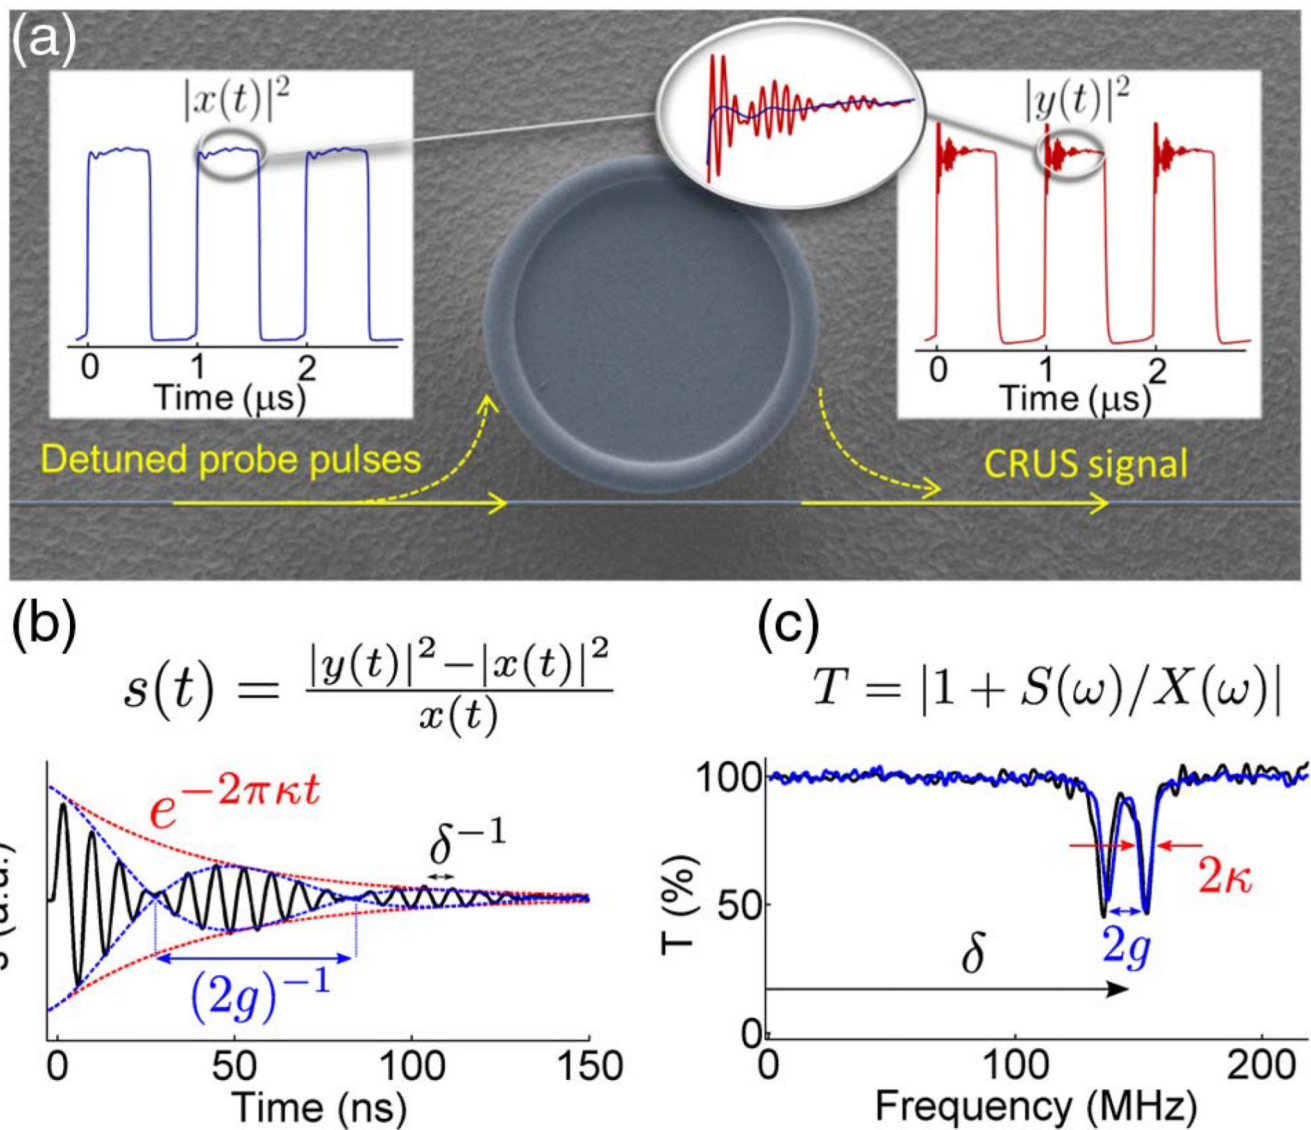 (a)
|x(t)|²
|y(t)|²
0 1 2
Time (μs)
0 1 2
Time (μs)
Detuned probe pulses
CRUS signal
(b)
s(t) = |y(t)|²−|x(t)|² / x(t)
e^{−2πκt}
δ^{−1}
(2g)^{−1}
0 50 100 150
Time (ns)
(c)
T = |1 + S(ω)/X(ω)|
100
50
0
T (%)
2κ
2g
δ
0 100 200
Frequency (MHz)